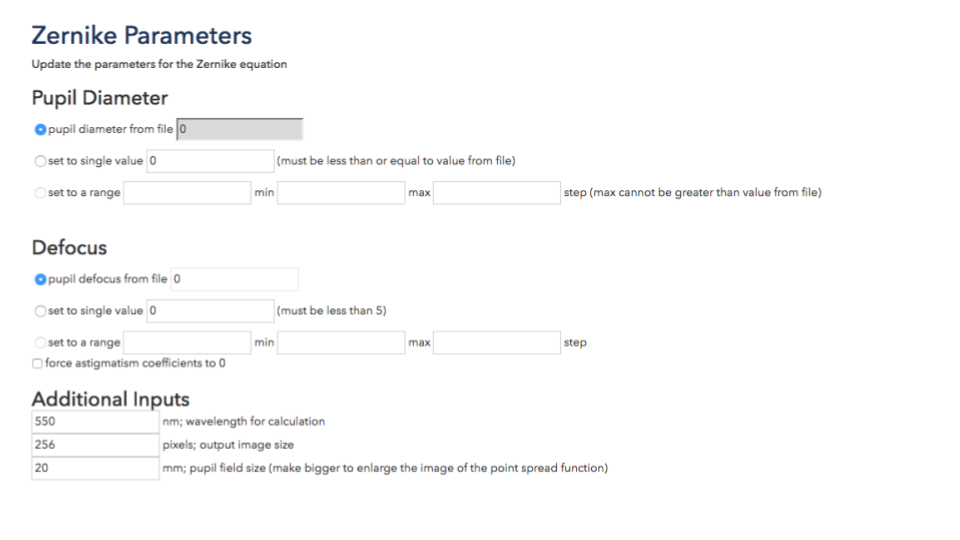 Zernike Parameters
Update the parameters for the Zernike equation
Pupil Diameter
pupil diameter from file 0
set to single value 0 (must be less than or equal to value from file)
set to a range min max step (max cannot be greater than value from file)
Defocus
pupil defocus from file 0
set to single value 0 (must be less than 5)
set to a range min max step
force astigmatism coefficients to 0
Additional Inputs
550 nm; wavelength for calculation
256 pixels; output image size
20 mm; pupil field size (make bigger to enlarge the image of the point spread function)